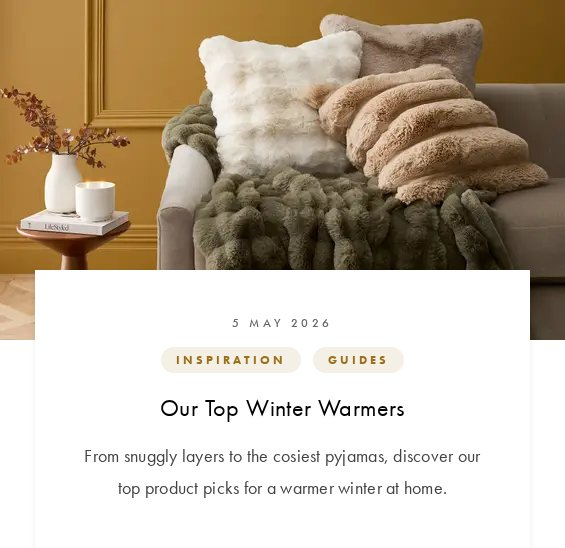 LifeStyled
5 MAY 2026
INSPIRATION GUIDES
Our Top Winter Warmers
From snuggly layers to the cosiest pyjamas, discover our
top product picks for a warmer winter at home.